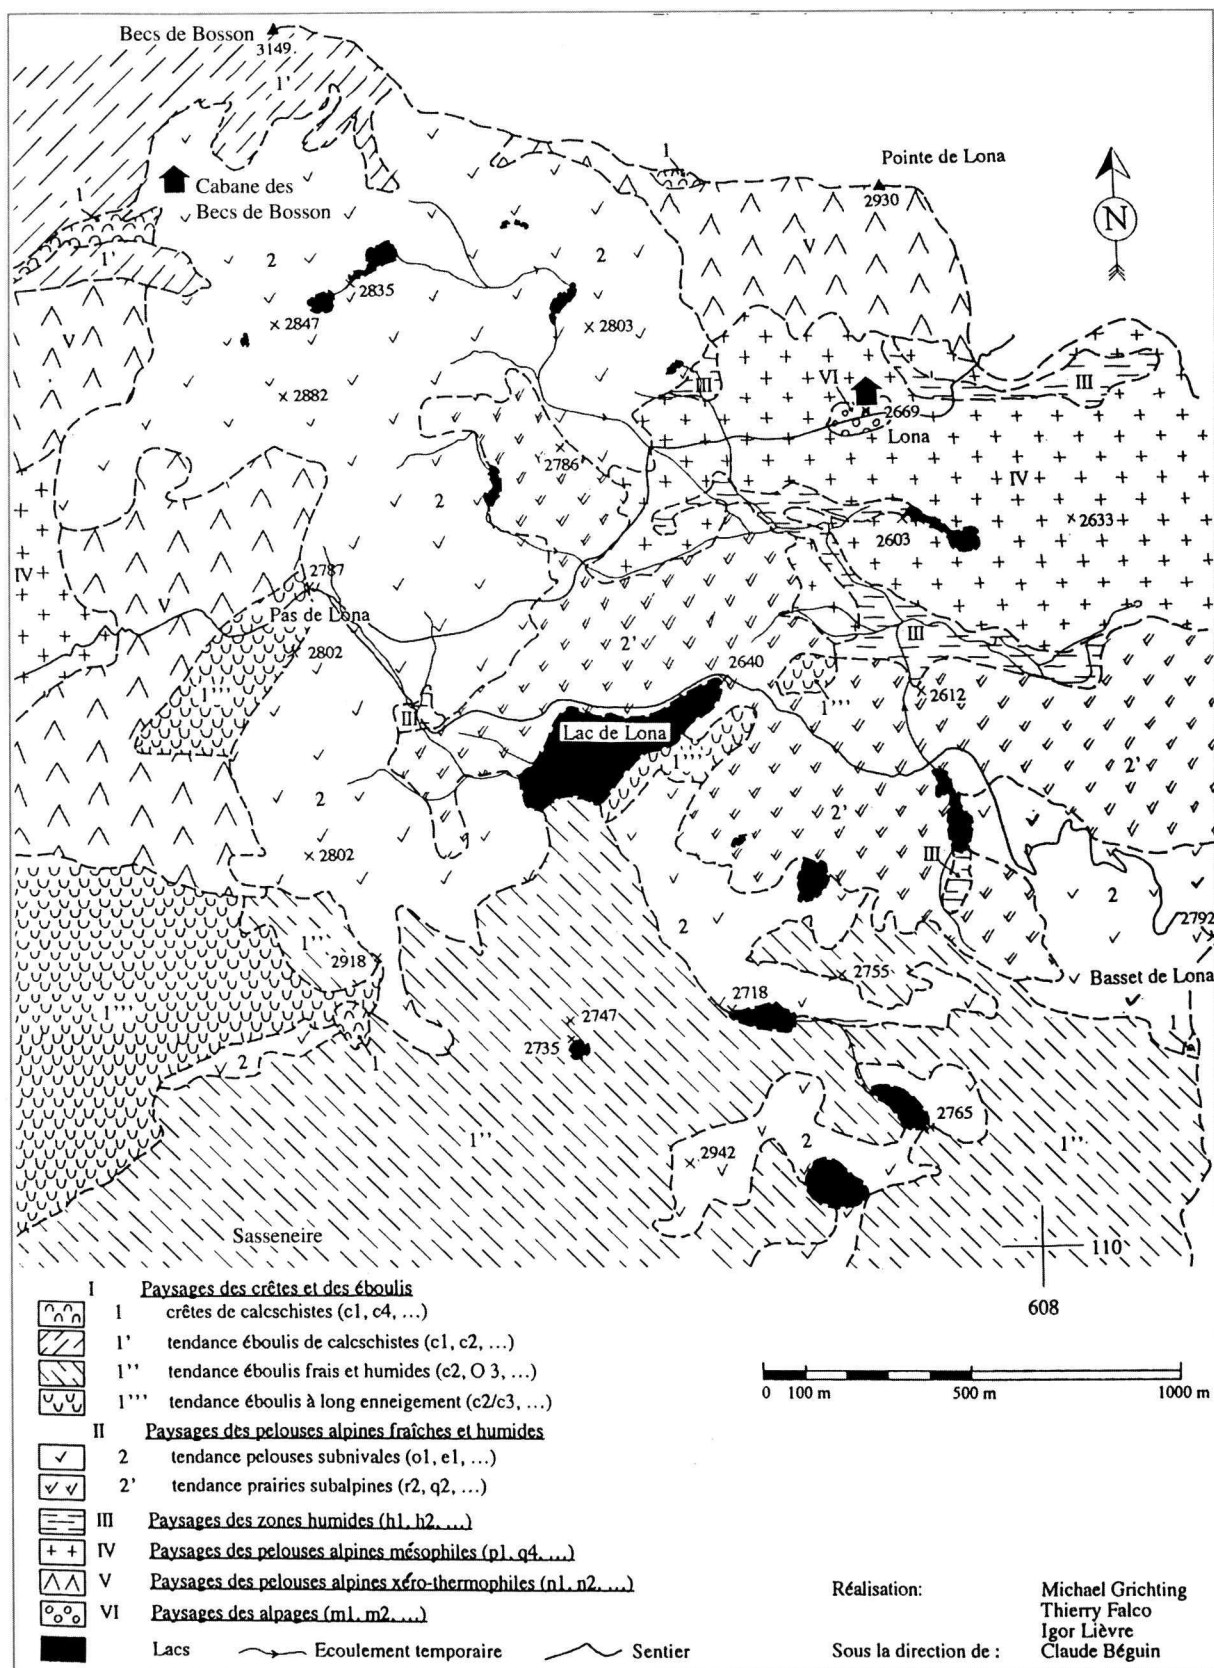 Becs de Bosson
3149
1'
1
Pointe de Lona
2930
Cabane des
Becs de Bosson
N
1
1'
2
2
V
2835
2847
2803
V
III
VI
III
2882
2669
Lona
2786
IV
2
2603
2633
IV
2787
V
Pas de Lona
2802
2'
III
1'''
2640
2612
1'''
III
Lac de Lona
1'''
2'
2
2'
2802
III
2
2
2792
1'''
2918
2755
Basset de Lona
1'''
2718
2747
1
2735
2
1
2765
1''
1''
2942
2
Sasseneire
110
608
I Paysages des crêtes et des éboulis
1 crêtes de calcschistes (c1, c4, ...)
1' tendance éboulis de calcschistes (c1, c2, ...)
1'' tendance éboulis frais et humides (c2, O 3, ...)
1''' tendance éboulis à long enneigement (c2/c3, ...)
II Paysages des pelouses alpines fraîches et humides
2 tendance pelouses subnivales (o1, e1, ...)
2' tendance prairies subalpines (r2, q2, ...)
III Paysages des zones humides (h1, h2, ...)
IV Paysages des pelouses alpines mésophiles (p1, q4, ...)
V Paysages des pelouses alpines xéro-thermophiles (n1, n2, ...)
VI Paysages des alpages (m1, m2, ...)
Lacs Ecoulement temporaire Sentier
0 100 m 500 m 1000 m
Réalisation: Michael Grichting
Thierry Falco
Igor Lièvre
Sous la direction de : Claude Béguin